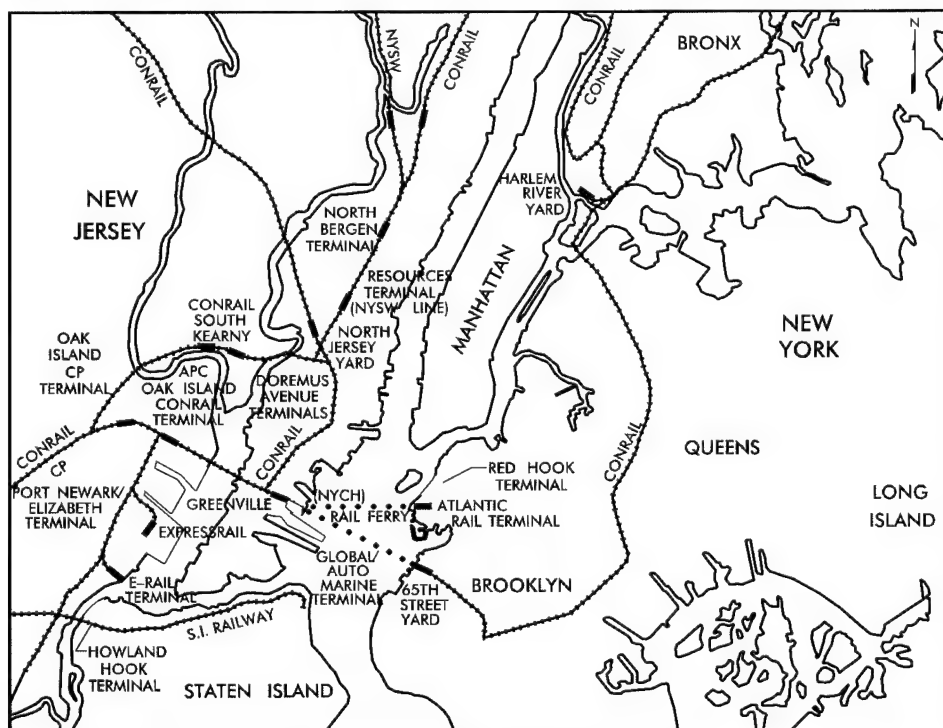 N
CONRAIL
NYSW
CONRAIL
CONRAIL
BRONX
NEW
JERSEY
HARLEM
RIVER
YARD
NORTH
BERGEN
TERMINAL
MANHATTAN
RESOURCES
TERMINAL
(NYSW LINE)
CONRAIL
SOUTH
KEARNY
NORTH
JERSEY
YARD
NEW
YORK
OAK
ISLAND
CP
TERMINAL
APC
OAK ISLAND
CONRAIL
TERMINAL
DOREMUS
AVENUE
TERMINALS
CONRAIL
CP
CONRAIL
CONRAIL
QUEENS
RED HOOK
TERMINAL
PORT NEWARK/
ELIZABETH
TERMINAL
GREENVILLE
(NYCH)
RAIL FERRY
ATLANTIC
RAIL TERMINAL
LONG
ISLAND
EXPRESSRAIL
GLOBAL/
AUTO
MARINE
TERMINAL
E-RAIL
TERMINAL
65TH
STREET
YARD
BROOKLYN
S.I. RAILWAY
HOWLAND
HOOK
TERMINAL
STATEN ISLAND